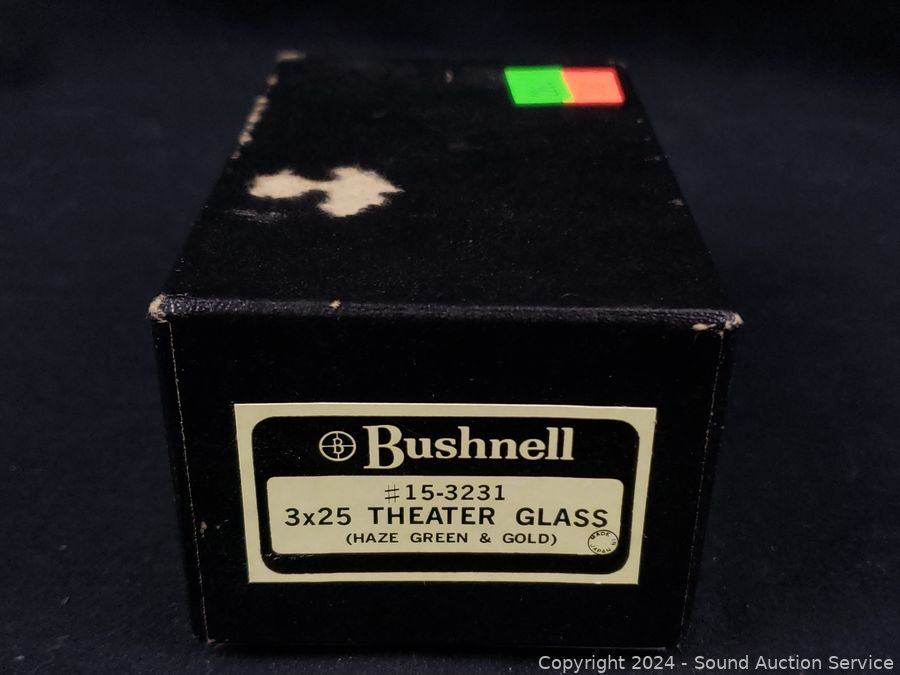 B Bushnell
#15-3231
3x25 THEATER GLASS
(HAZE GREEN & GOLD)
MADE IN JAPAN
Copyright 2024 - Sound Auction Service